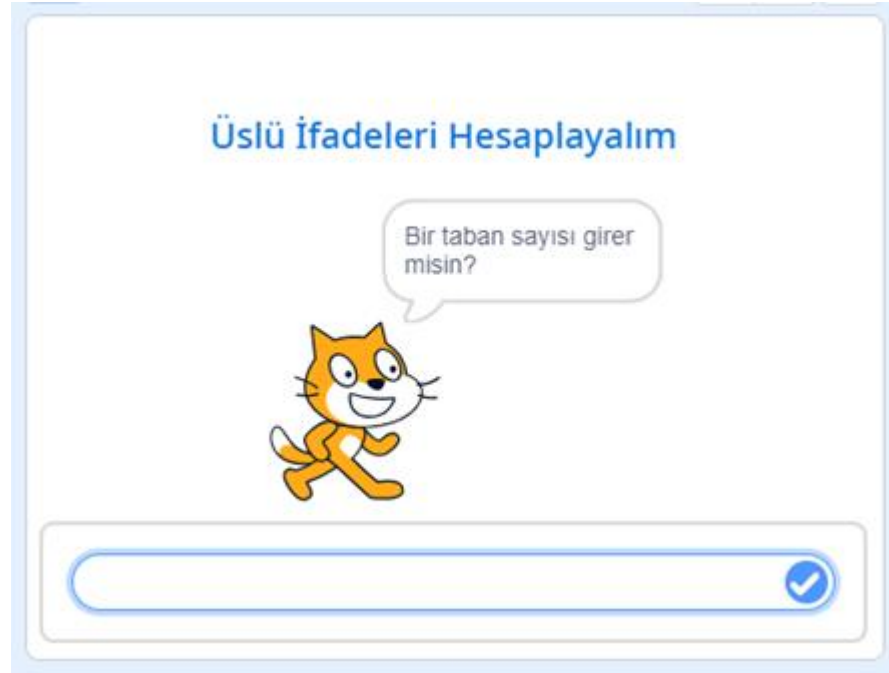 Üslü İfadeleri Hesaplayalım
Bir taban sayısı girer
misin?